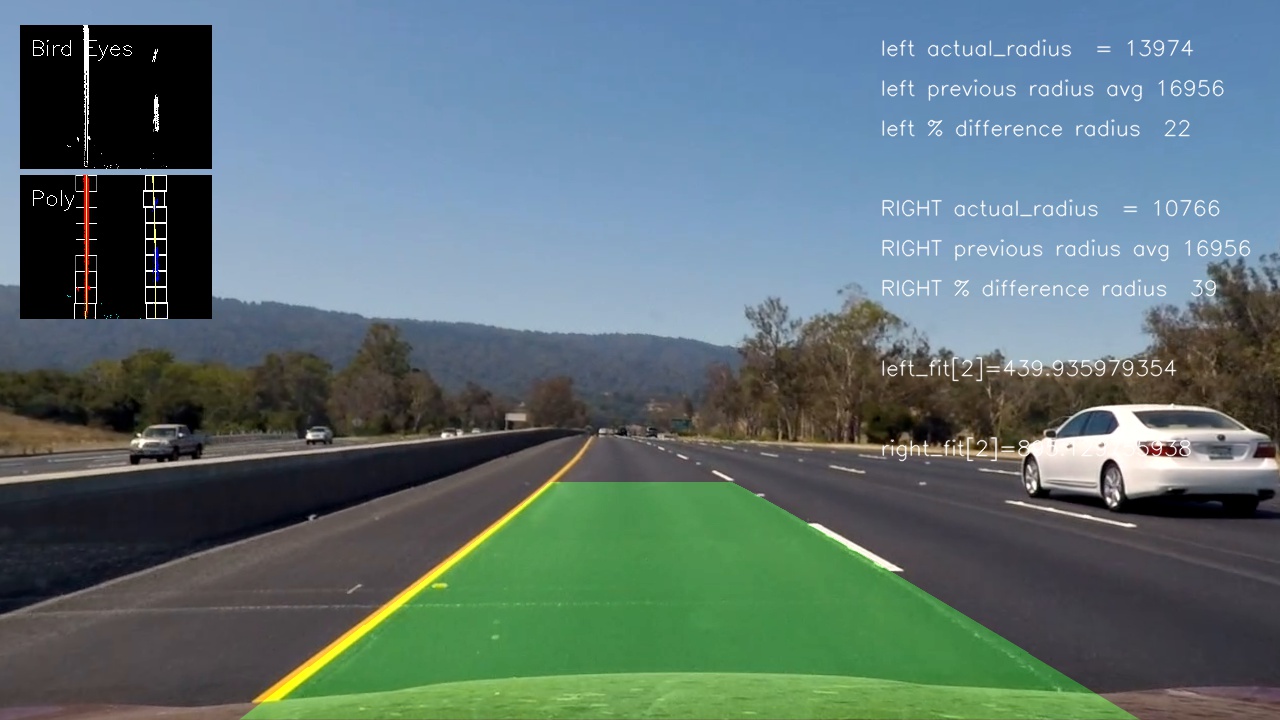 Bird Eyes
Poly
left actual_radius = 13974
left previous radius avg 16956
left % difference radius 22
RIGHT actual_radius = 10766
RIGHT previous radius avg 16956
RIGHT % difference radius 39
left_fit[2]=439.935979354